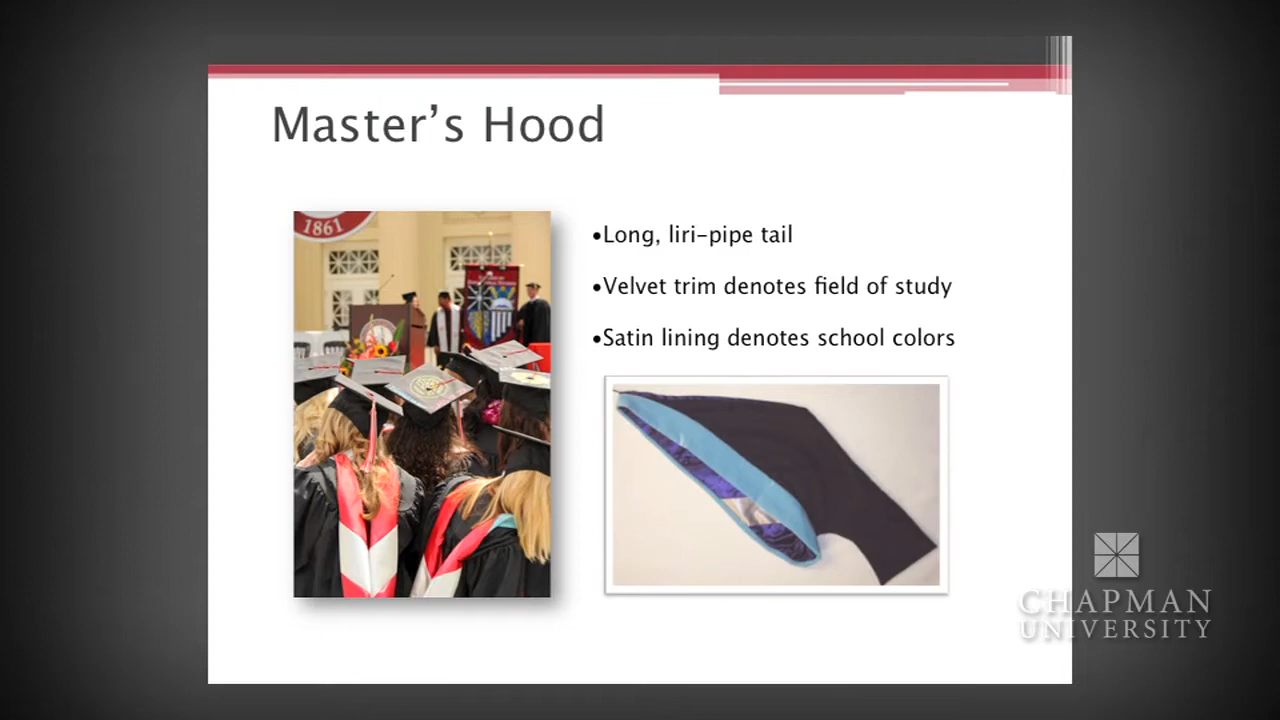 Master’s Hood
1861
•Long, liri-pipe tail
•Velvet trim denotes field of study
•Satin lining denotes school colors
CHAPMAN
UNIVERSITY